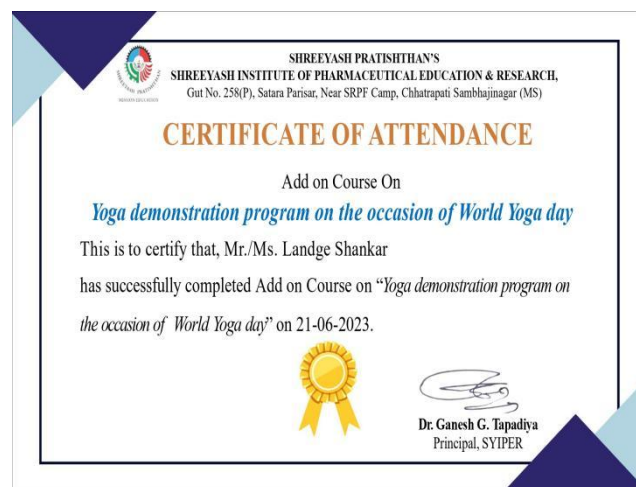 SHREEYASH PRATISHTHAN'S
SHREEYASH INSTITUTE OF PHARMACEUTICAL EDUCATION & RESEARCH,
Gut No. 258(P), Satara Parisar, Near SRPF Camp, Chhatrapati Sambhajinagar (MS)
SHREEYASH PRATISHTHAN
CERTIFICATE OF ATTENDANCE
Add on Course On
Yoga demonstration program on the occasion of World Yoga day
This is to certify that, Mr./Ms. Landge Shankar
has successfully completed Add on Course on “Yoga demonstration program on
the occasion of World Yoga day” on 21-06-2023.
Dr. Ganesh G. Tapadiya
Principal, SYIPER